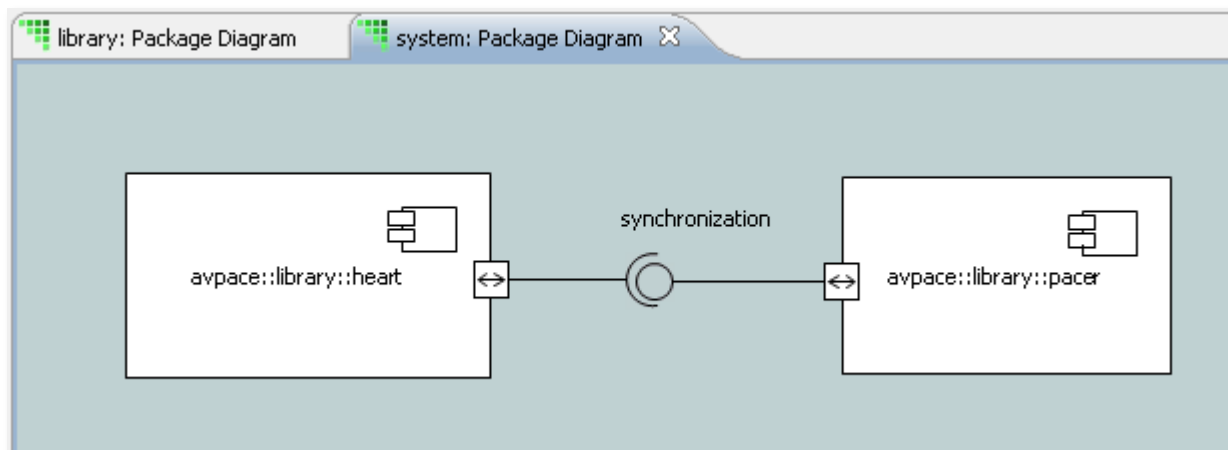 library: Package Diagram
system: Package Diagram
synchronization
avpace::library::heart
avpace::library::pacer